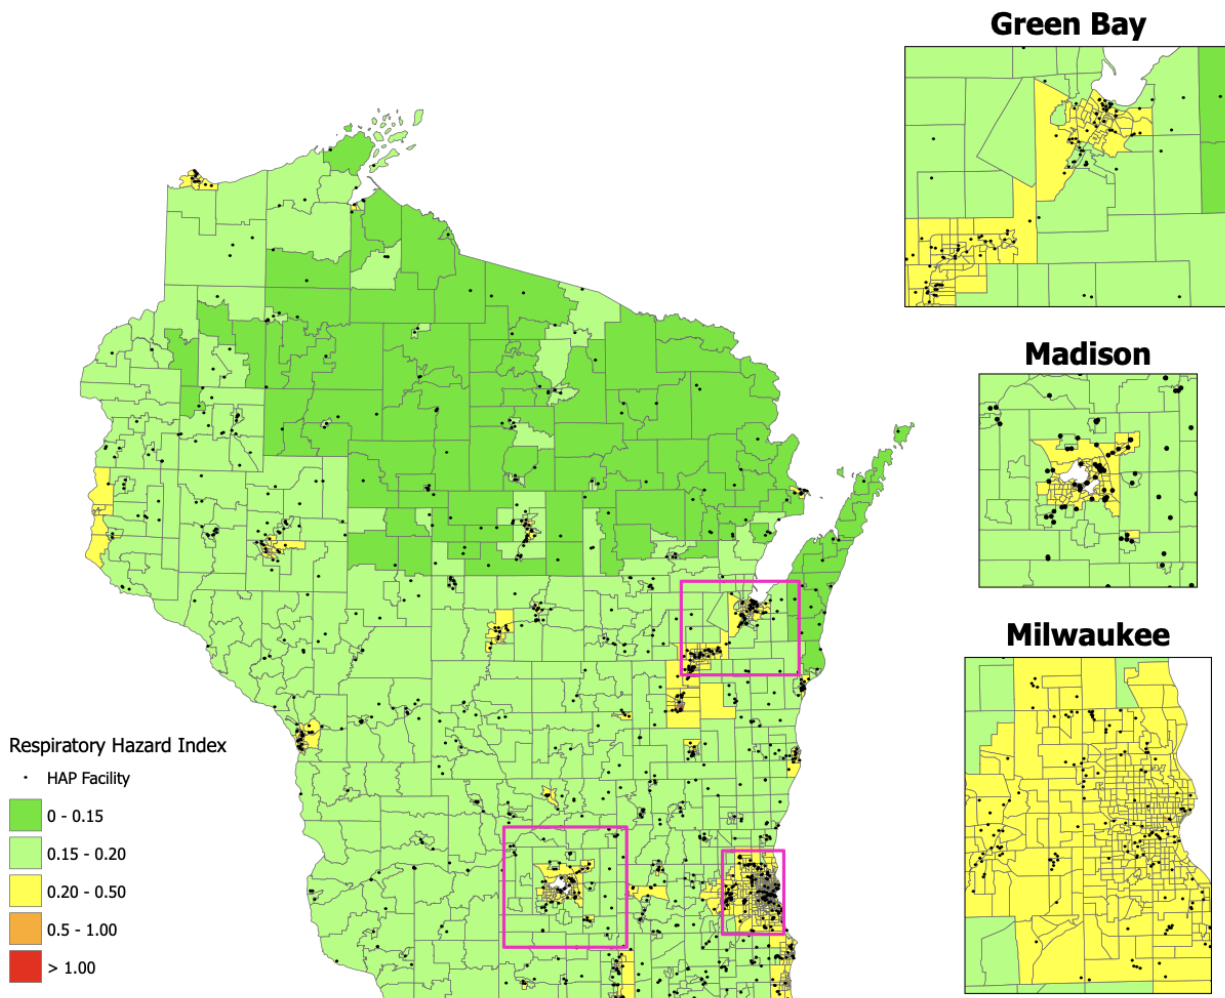 Green Bay
Madison
Milwaukee
Respiratory Hazard Index
HAP Facility
0 - 0.15
0.15 - 0.20
0.20 - 0.50
0.5 - 1.00
> 1.00